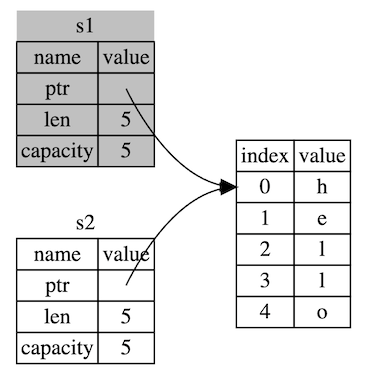 s1
name value
ptr
len 5
capacity 5
s2
name value
ptr
len 5
capacity 5
index value
0 h
1 e
2 l
3 l
4 o